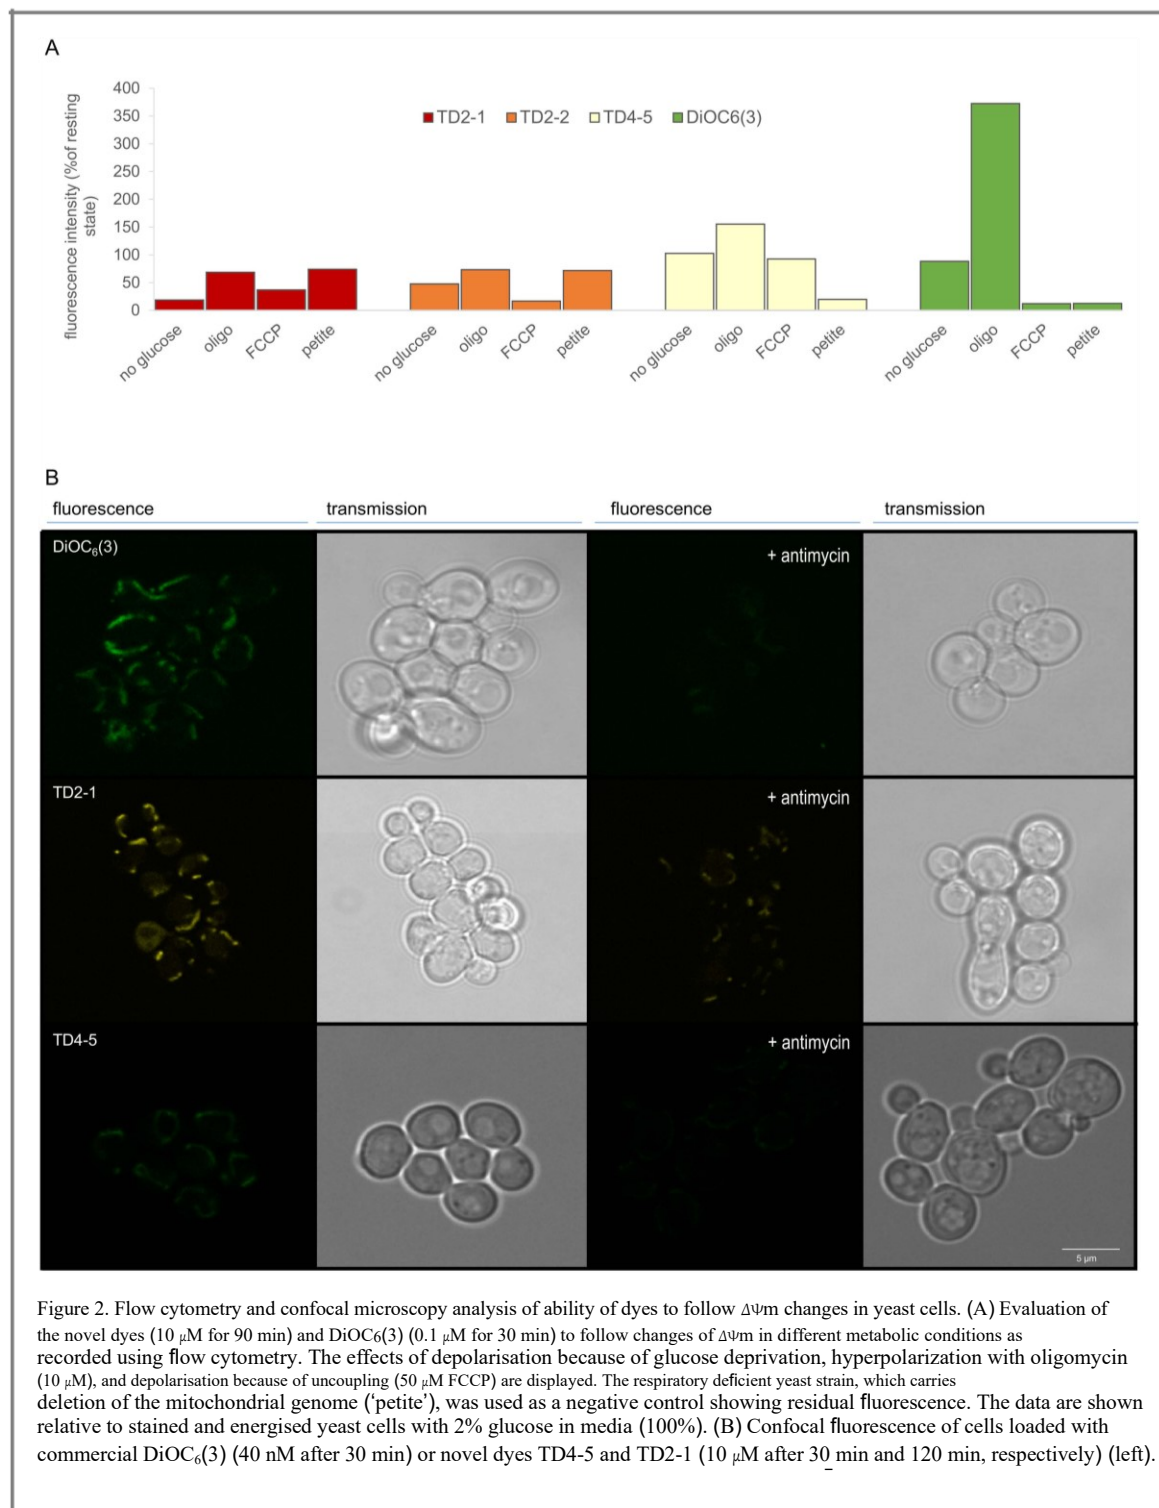 A
fluorescence intensity (%of resting
state)
400
350
300
250
200
150
100
50
0
TD2-1 TD2-2 TD4-5 DiOC6(3)
no glucose oligo FCCP petite no glucose oligo FCCP petite no glucose oligo FCCP petite no glucose oligo FCCP petite
B
fluorescence transmission fluorescence transmission
DiOC₆(3) + antimycin
TD2-1 + antimycin
TD4-5 + antimycin
5 µm
Figure 2. Flow cytometry and confocal microscopy analysis of ability of dyes to follow ΔΨm changes in yeast cells. (A) Evaluation of
the novel dyes (10 μM for 90 min) and DiOC6(3) (0.1 μM for 30 min) to follow changes of ΔΨm in different metabolic conditions as
recorded using flow cytometry. The effects of depolarisation because of glucose deprivation, hyperpolarization with oligomycin
(10 μM), and depolarisation because of uncoupling (50 μM FCCP) are displayed. The respiratory deficient yeast strain, which carries
deletion of the mitochondrial genome (‘petite’), was used as a negative control showing residual fluorescence. The data are shown
relative to stained and energised yeast cells with 2% glucose in media (100%). (B) Confocal fluorescence of cells loaded with
commercial DiOC₆(3) (40 nM after 30 min) or novel dyes TD4-5 and TD2-1 (10 μM after 30 min and 120 min, respectively) (left).